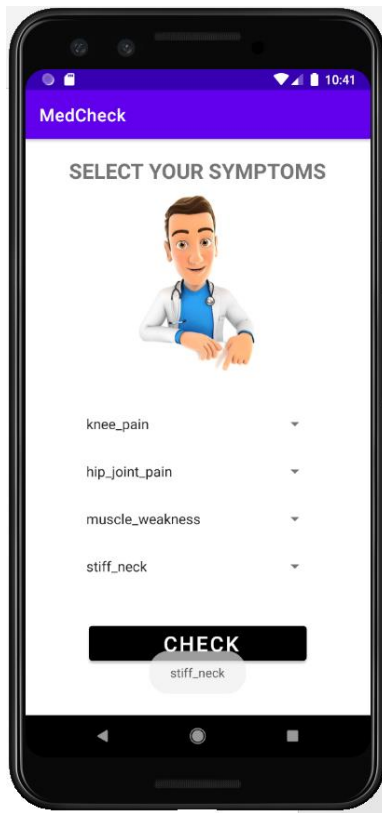 10:41
MedCheck
SELECT YOUR SYMPTOMS
knee_pain
hip_joint_pain
muscle_weakness
stiff_neck
CHECK
stiff_neck